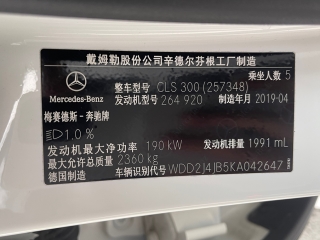 戴姆勒股份公司辛德尔芬根工厂制造
乘坐人数 5
整车型号 CLS 300 (257348)
发动机型号 264 920 制造年月 2019-04
Mercedes-Benz
梅赛德斯-奔驰牌
1.0 %
发动机最大净功率 190 kW 发动机排量 1991 mL
最大允许总质量 2360 kg
德国制造 车辆识别代号 WDD2J4JB5KA042647